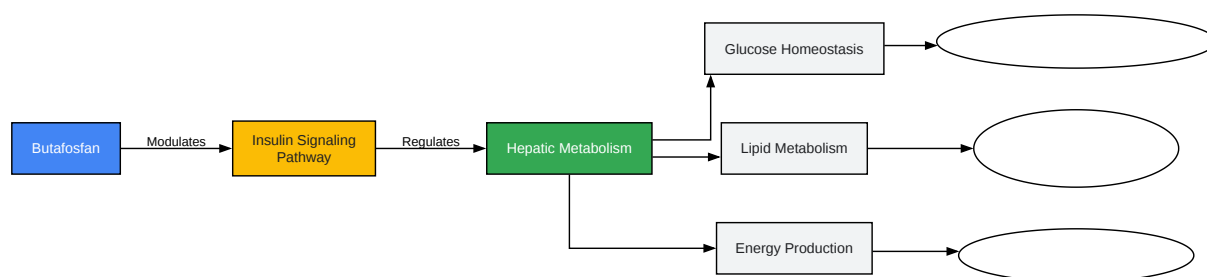 Butafosfan
Modulates
Insulin Signaling
Pathway
Regulates
Hepatic Metabolism
Glucose Homeostasis
Lipid Metabolism
Energy Production